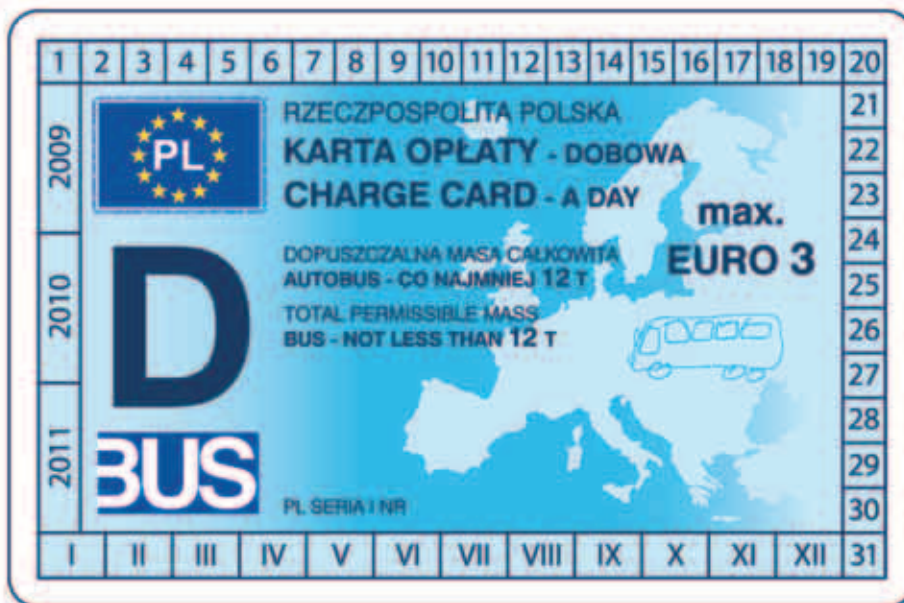 1 2 3 4 5 6 7 8 9 10 11 12 13 14 15 16 17 18 19 20
21
22
23
24
25
26
27
28
29
30
31
2009
2010
2011
PL
RZECZPOSPOLITA POLSKA
KARTA OPŁATY - DOBOWA
CHARGE CARD - A DAY
max.
EURO 3
D
DOPUSZCZALNA MASA CAŁKOWITA
AUTOBUS - CO NAJMNIEJ 12 T
TOTAL PERMISSIBLE MASS
BUS - NOT LESS THAN 12 T
BUS
PL SERIA I NR
I II III IV V VI VII VIII IX X XI XII